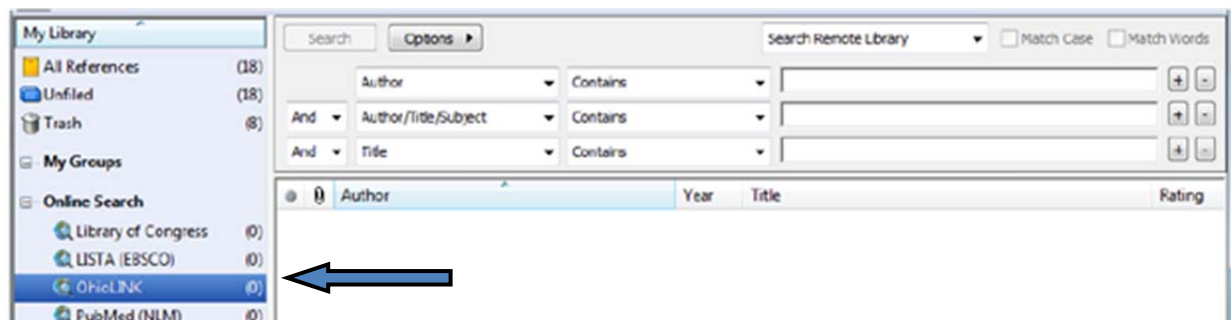 My Library
All References (18)
Unfiled (18)
Trash (8)
My Groups
Online Search
Library of Congress (0)
LISTA (EBSCO) (0)
OhioLINK (0)
PubMed (NLM) (0)
Search Options Search Remote Library Match Case Match Words
Author Contains + -
And Author/Title/Subject Contains + -
And Title Contains + -
Author Year Title Rating